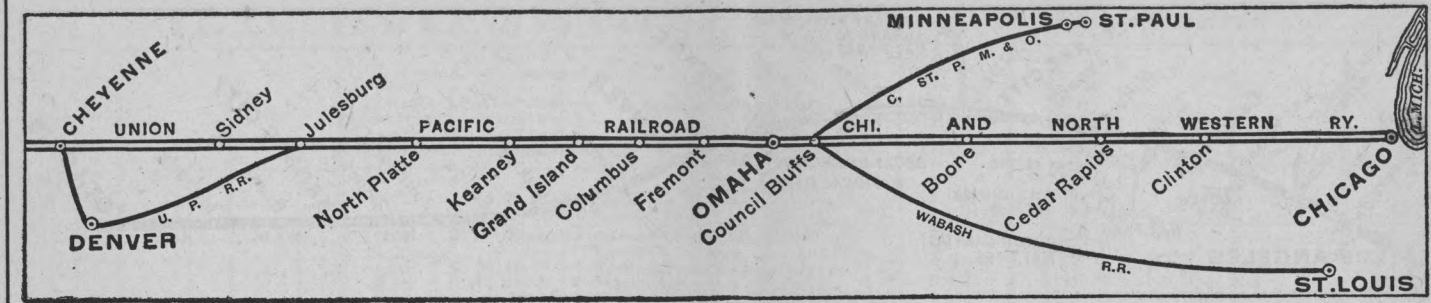 MINNEAPOLIS ST. PAUL
C. ST. P. M. & O.
CHEYENNE
Sidney
Julesburg
UNION PACIFIC RAILROAD CHI. AND NORTH WESTERN RY.
L. MICH.
North Platte
Kearney
Grand Island
Columbus
Fremont
OMAHA
Council Bluffs
Boone
Cedar Rapids
Clinton
CHICAGO
U. P. R.R.
DENVER
WABASH R.R.
ST. LOUIS